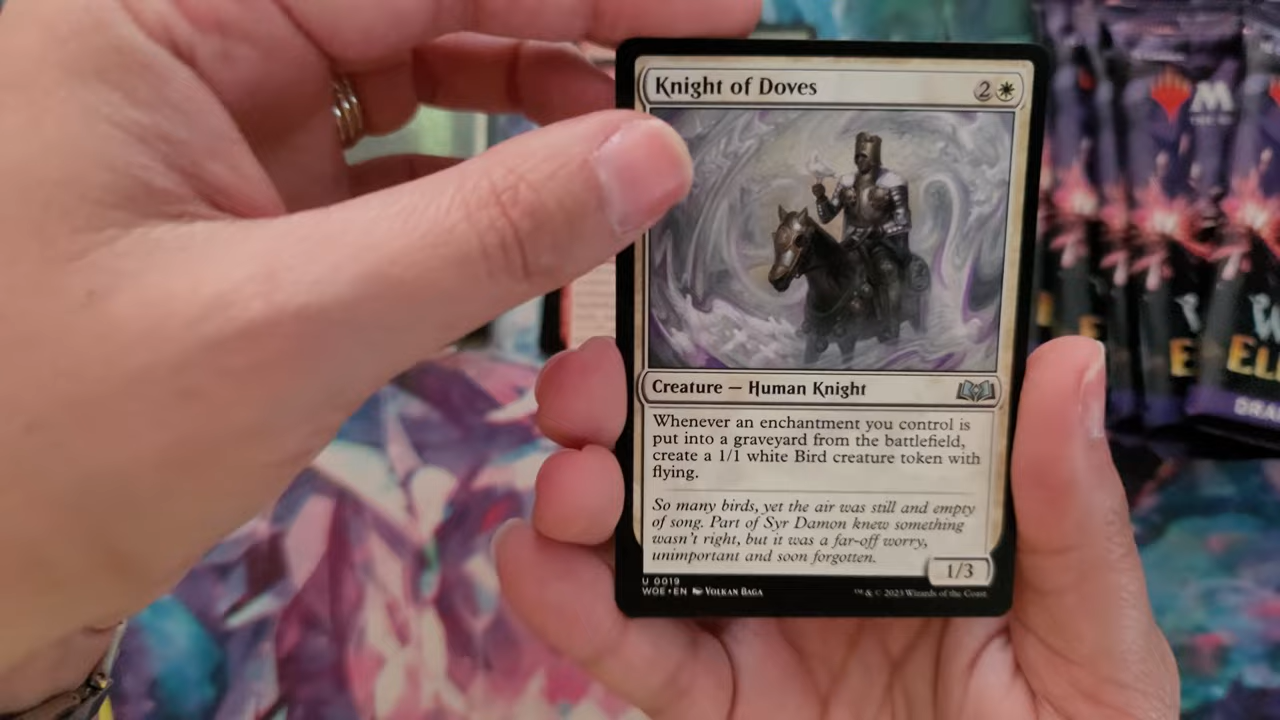 Knight of Doves 2
Creature — Human Knight
Whenever an enchantment you control is
put into a graveyard from the battlefield,
create a 1/1 white Bird creature token with
flying.
So many birds, yet the air was still and empty
of song. Part of Syr Damon knew something
wasn't right, but it was a far-off worry,
unimportant and soon forgotten.
1/3
U 0019
WOE • EN Volkan Baga
™ & © 2023 Wizards of the Coast